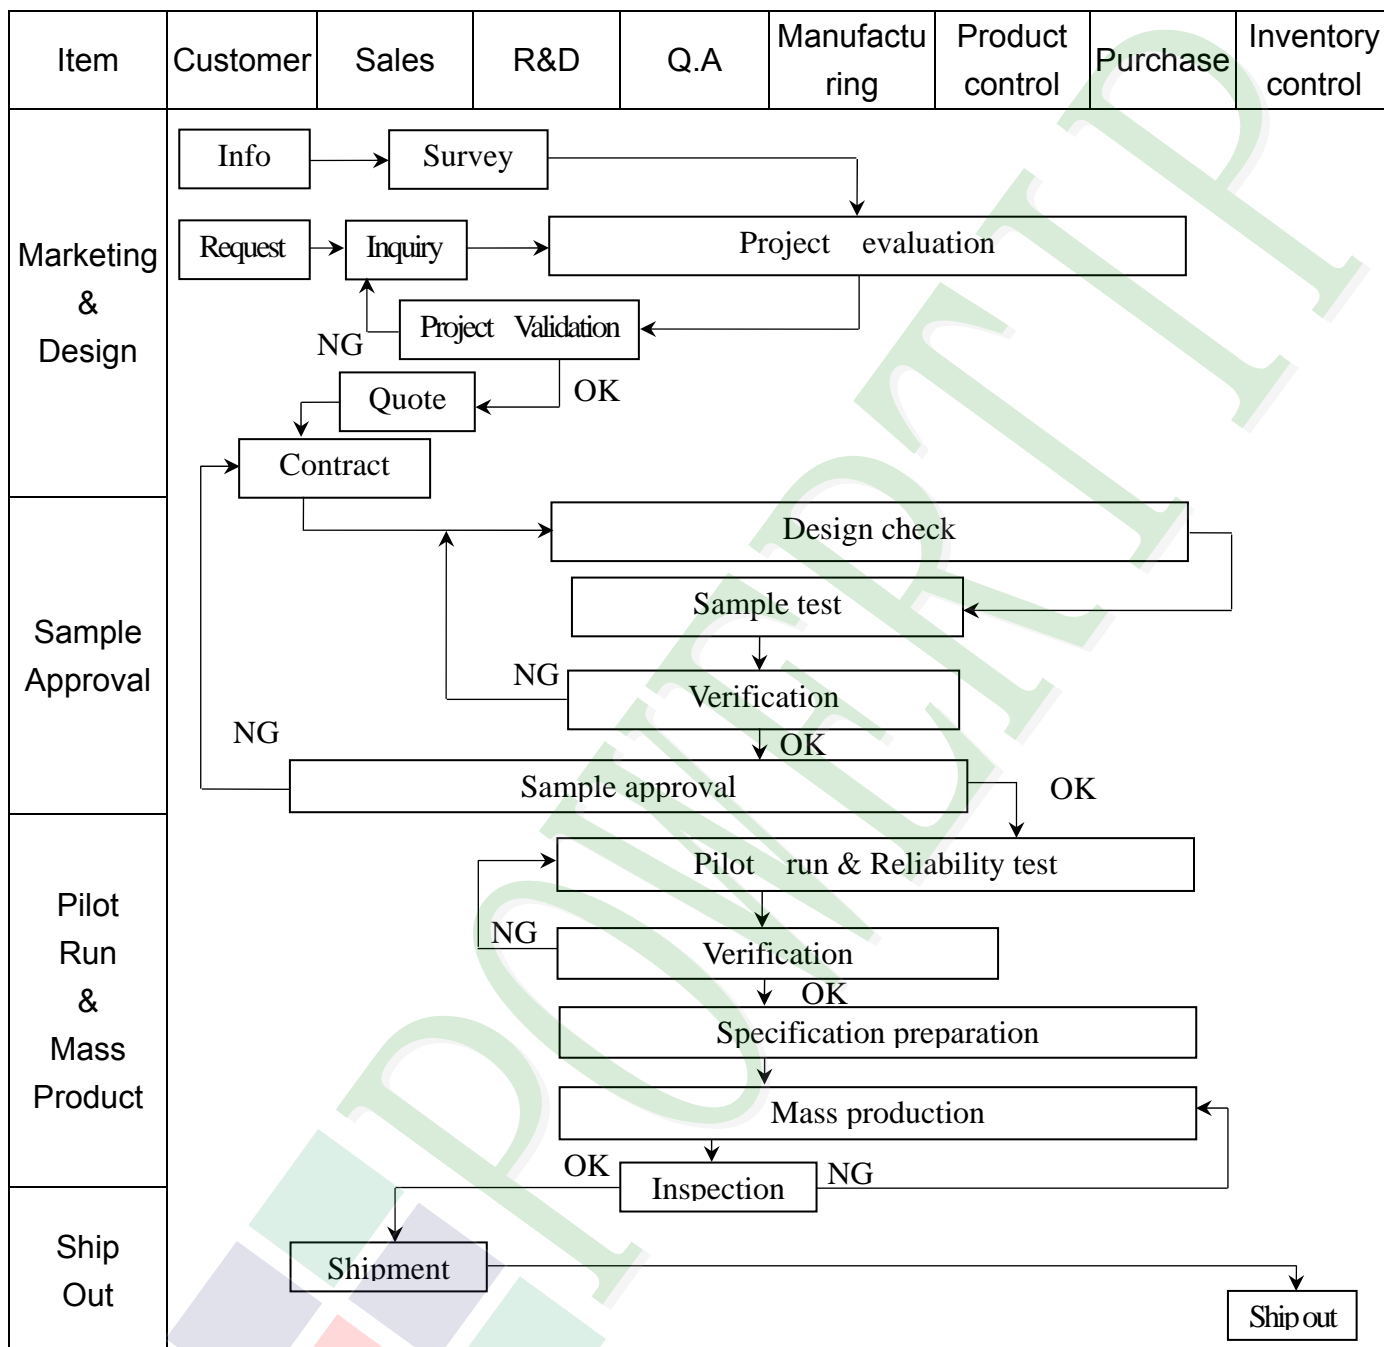 Item
Customer
Sales
R&D
Q.A
Manufactu
ring
Product
control
Purchase
Inventory
control
Marketing
&
Design
Info
Survey
Request
Inquiry
Project evaluation
Project Validation
NG
OK
Quote
Contract
Sample
Approval
Design check
Sample test
NG
Verification
NG
OK
Sample approval
OK
Pilot
Run
&
Mass
Product
Pilot run & Reliability test
NG
Verification
OK
Specification preparation
Mass production
OK
Inspection
NG
Ship
Out
Shipment
Ship out
POWERTIP